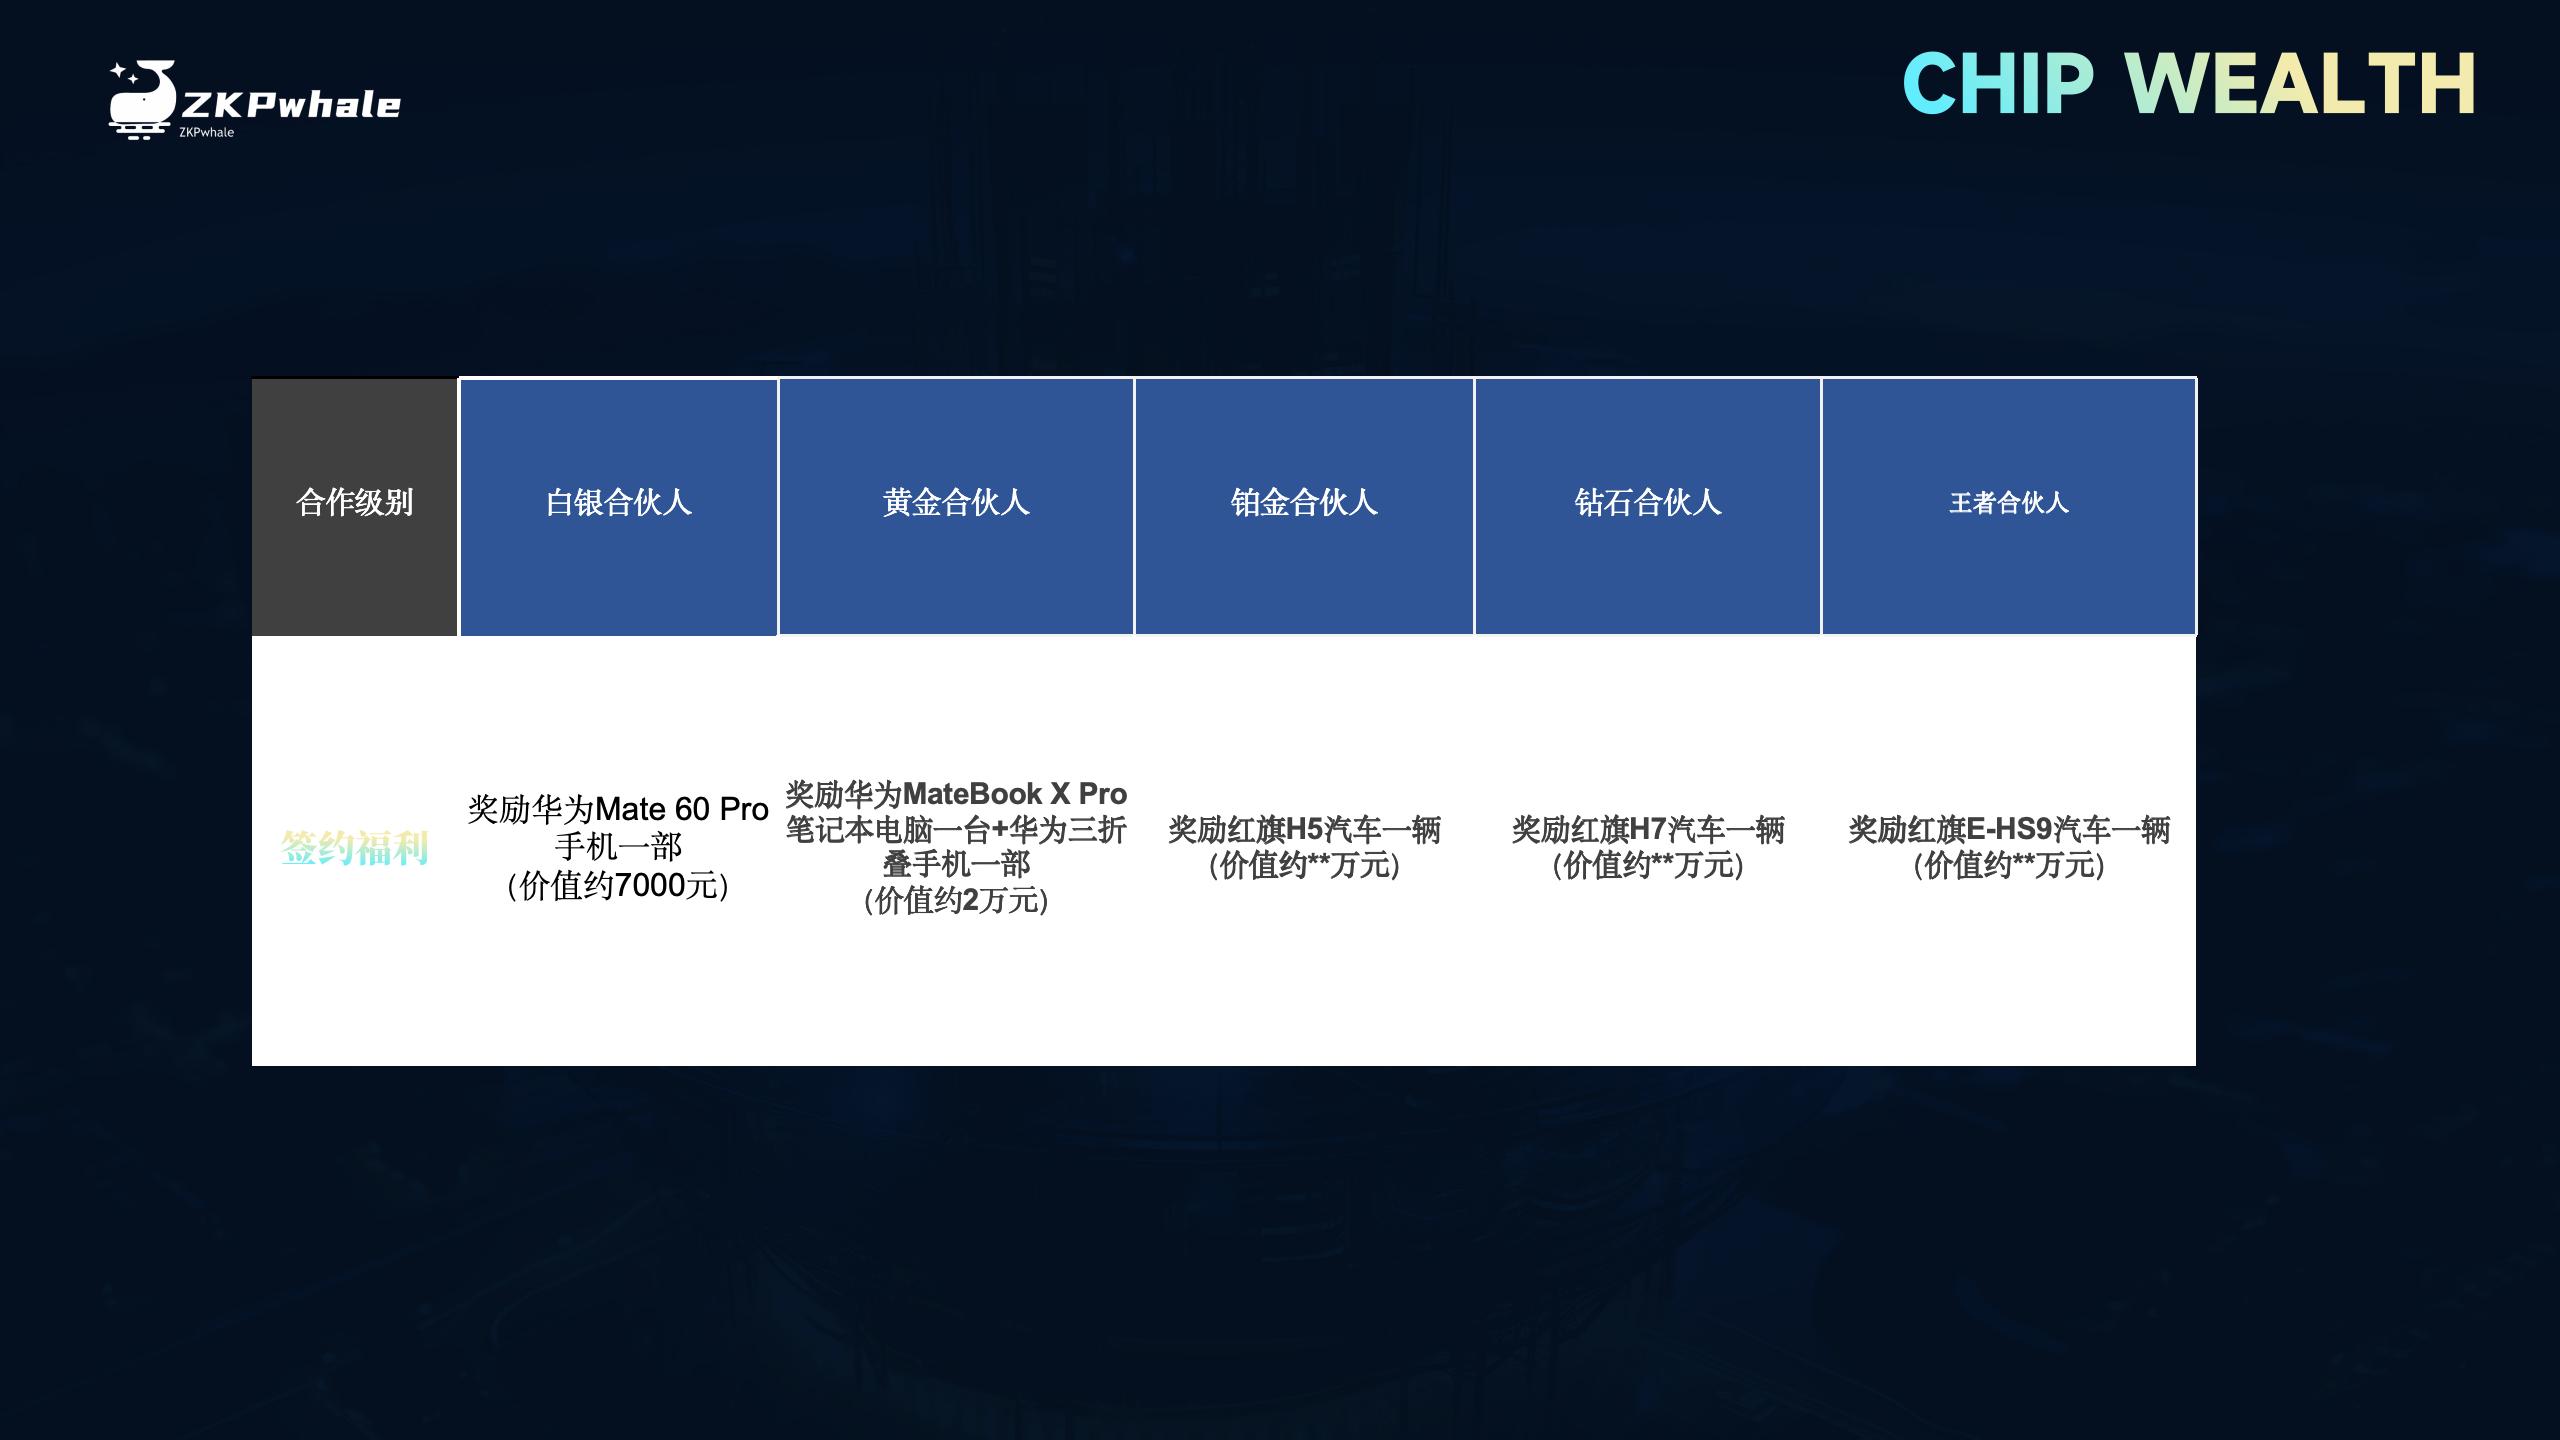 ZKPwhale
ZKPwhale
CHIP WEALTH
合作级别
白银合伙人
黄金合伙人
铂金合伙人
钻石合伙人
王者合伙人
签约福利
奖励华为Mate 60 Pro
手机一部
(价值约7000元)
奖励华为MateBook X Pro
笔记本电脑一台+华为三折
叠手机一部
(价值约2万元)
奖励红旗H5汽车一辆
(价值约**万元)
奖励红旗H7汽车一辆
(价值约**万元)
奖励红旗E-HS9汽车一辆
(价值约**万元)